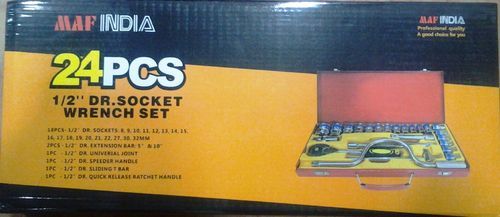 MAF INDIA
MAF INDIA
Professional quality
A good choice for you
24PCS
1/2" DR.SOCKET
WRENCH SET
18PCS-1/2" DR. SOCKETS: 8, 9, 10, 11, 12, 13, 14, 15,
16, 17, 18, 19, 20, 21, 22, 27, 30, 32MM
2PCS - 1/2" DR. EXTENSION BAR: 5" & 10"
1PC - 1/2" DR. UNIVERIAL JOINT
1PC - 1/2" DR. SPEEDER HANDLE
1PC - 1/2" DR. SLIDING T BAR
1PC - 1/2" DR. QUICK RELEASE RATCHET HANDLE